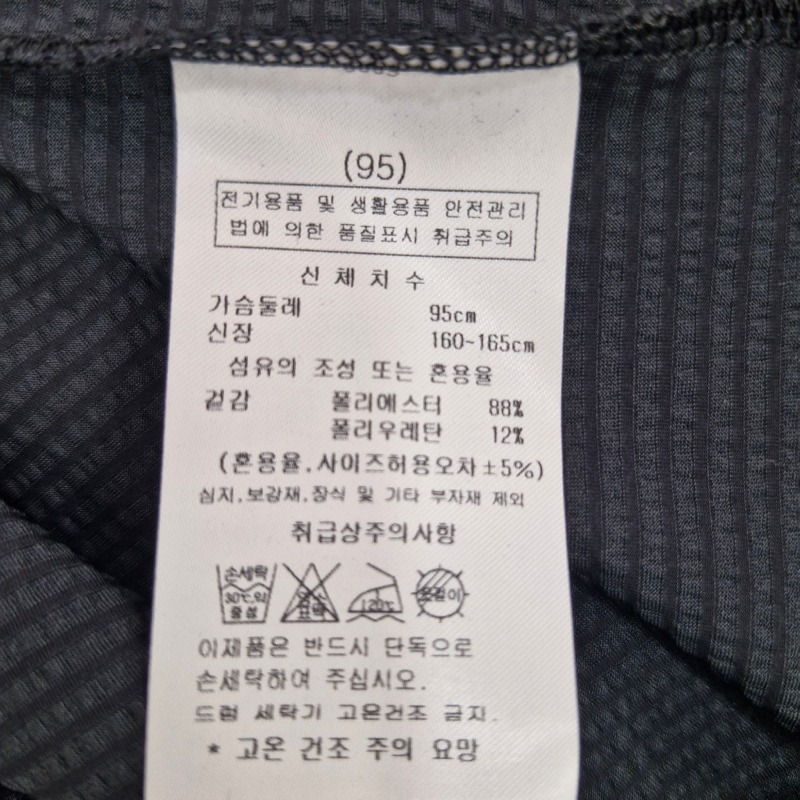 (95)
전기용품 및 생활용품 안전관리
법에 의한 품질표시 취급주의
신 체 치 수
가슴둘레 95cm
신장 160~165cm
섬유의 조성 또는 혼용율
겉감 폴리에스터 88%
폴리우레탄 12%
(혼용율,사이즈허용오차±5%)
심지,보강재,장식 및 기타 부자재 제외
취급상주의사항
손세탁
30℃,약
중성
표백
120℃
옷걸이
이제품은 반드시 단독으로
손세탁하여 주십시오.
드럼 세탁기 고온건조 금지.
* 고온 건조 주의 요망